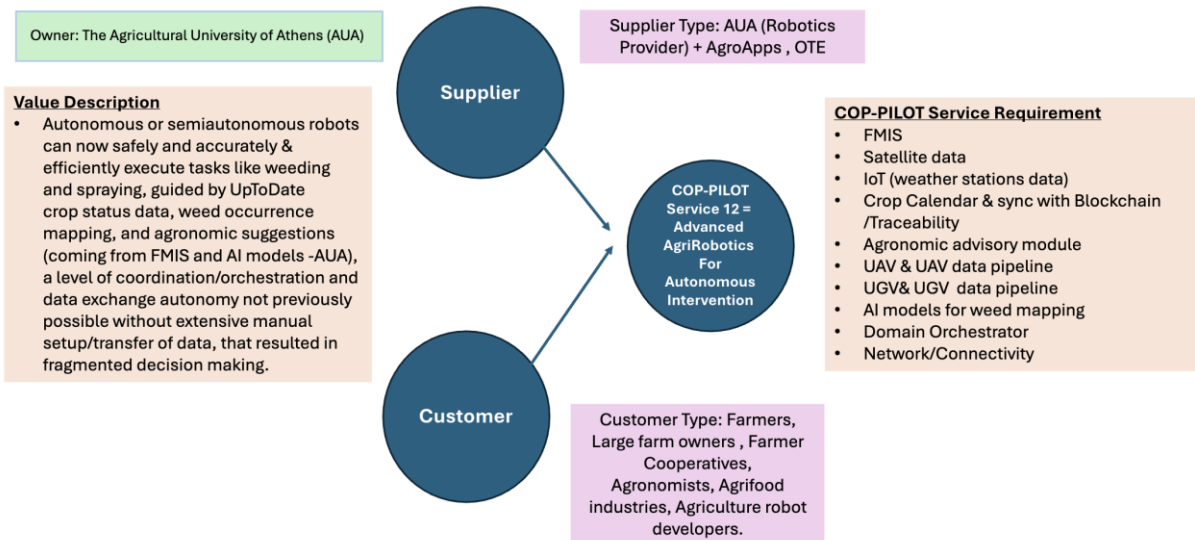 Owner: The Agricultural University of Athens (AUA)
Supplier Type: AUA (Robotics
Provider) + AgroApps , OTE
Supplier
Value Description
• Autonomous or semiautonomous robots
can now safely and accurately &
efficiently execute tasks like weeding
and spraying, guided by UpToDate
crop status data, weed occurrence
mapping, and agronomic suggestions
(coming from FMIS and AI models -AUA),
a level of coordination/orchestration and
data exchange autonomy not previously
possible without extensive manual
setup/transfer of data, that resulted in
fragmented decision making.
COP-PILOT
Service 12 =
Advanced
AgriRobotics
For
Autonomous
Intervention
COP-PILOT Service Requirement
• FMIS
• Satellite data
• IoT (weather stations data)
• Crop Calendar & sync with Blockchain
/Traceability
• Agronomic advisory module
• UAV & UAV data pipeline
• UGV& UGV data pipeline
• AI models for weed mapping
• Domain Orchestrator
• Network/Connectivity
Customer
Customer Type: Farmers,
Large farm owners , Farmer
Cooperatives,
Agronomists, Agrifood
industries, Agriculture robot
developers.